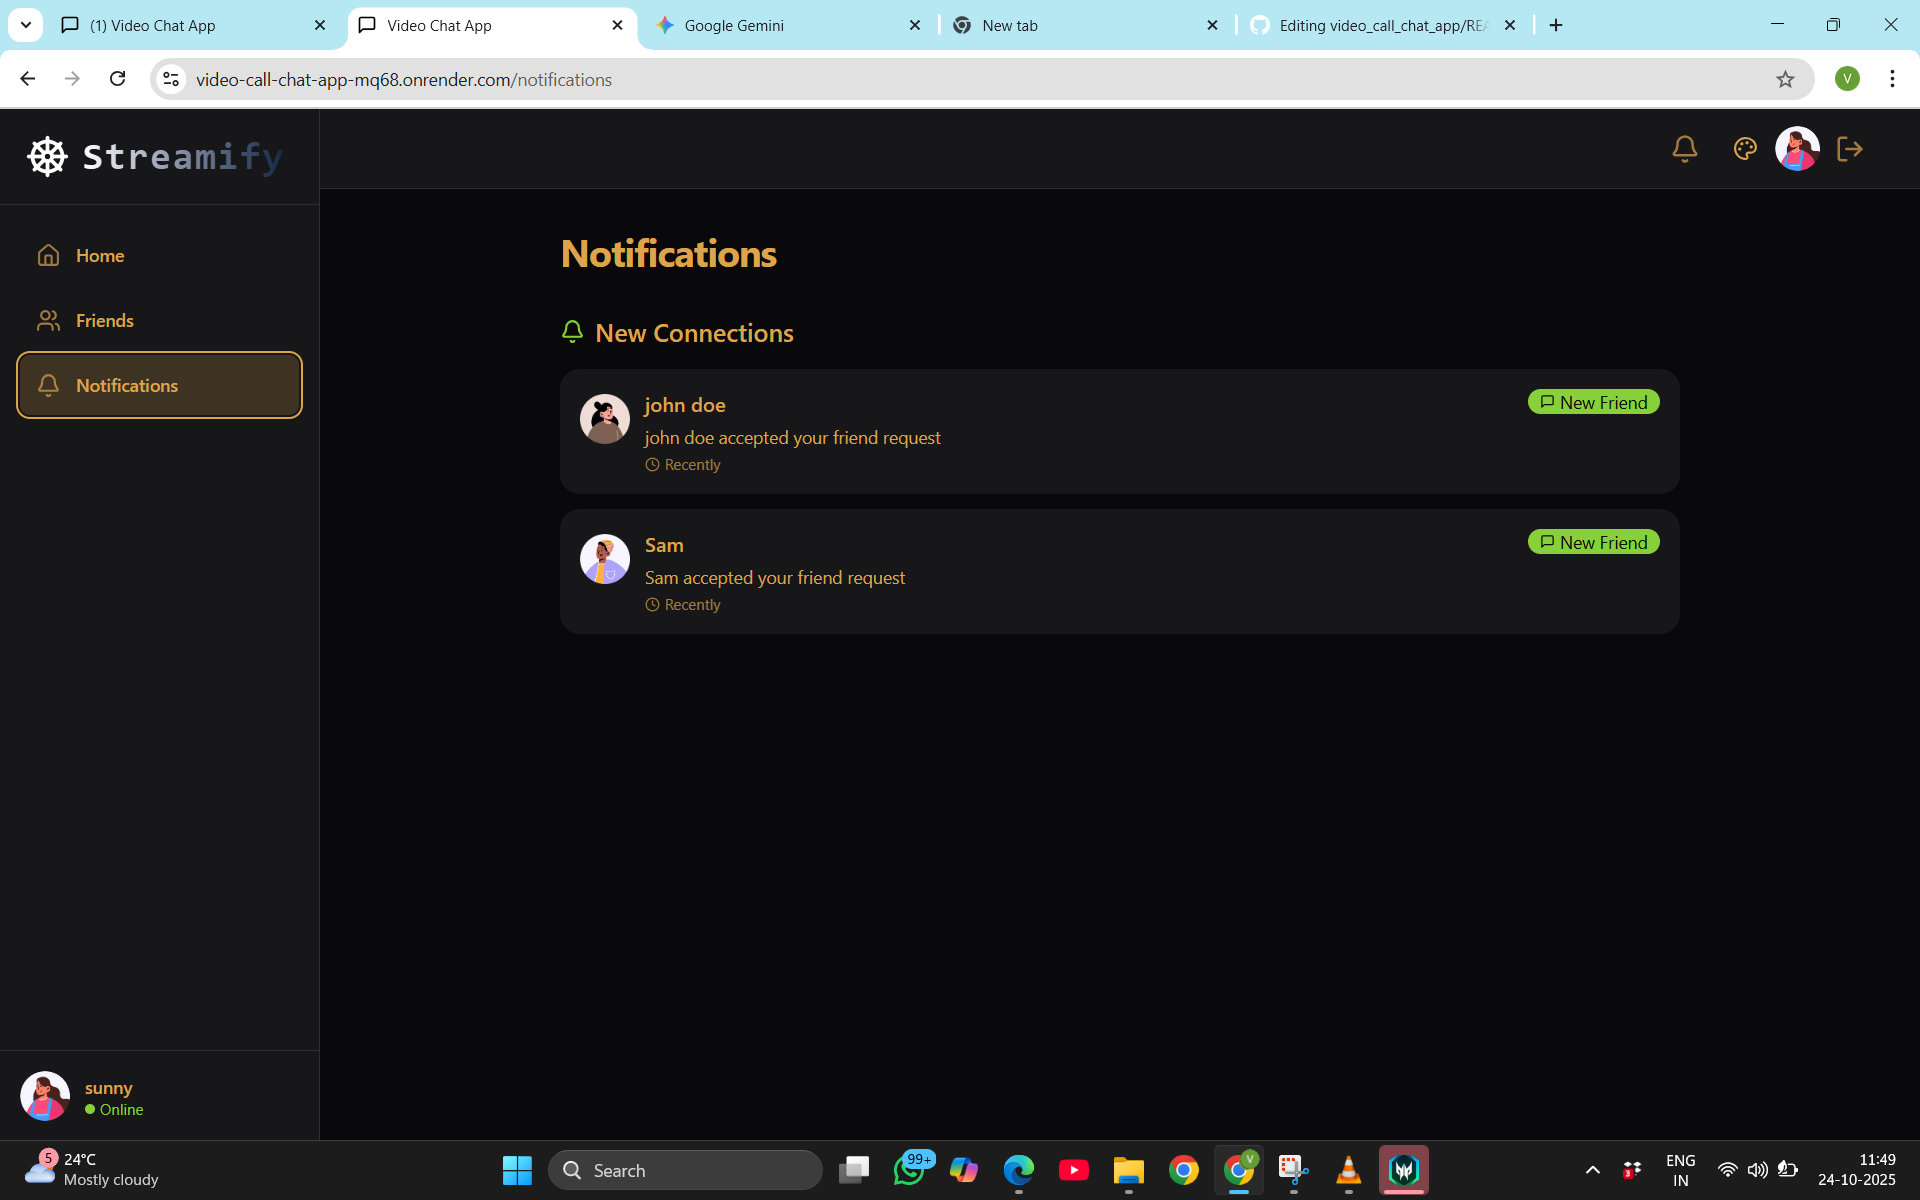 (1) Video Chat App
Video Chat App
Google Gemini
New tab
Editing video_call_chat_app/REA
video-call-chat-app-mq68.onrender.com/notifications
V
Streamify
Home
Friends
Notifications
Notifications
New Connections
john doe
New Friend
john doe accepted your friend request
Recently
Sam
New Friend
Sam accepted your friend request
Recently
sunny
Online
5
24°C
Mostly cloudy
Search
99+
V
3
ENG
IN
11:49
24-10-2025